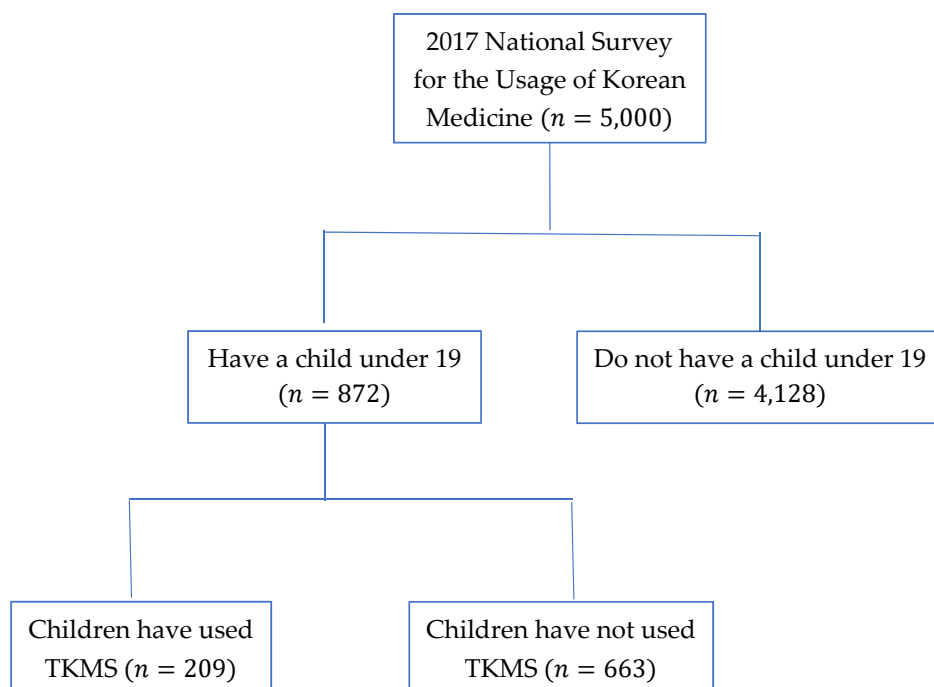 2017 National Survey
for the Usage of Korean
Medicine (n = 5,000)
Have a child under 19
(n = 872)
Do not have a child under 19
(n = 4,128)
Children have used
TKMS (n = 209)
Children have not used
TKMS (n = 663)